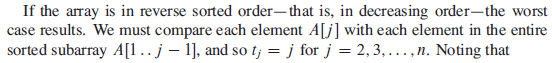 If the array is in reverse sorted order—that is, in decreasing order—the worst
case results. We must compare each element A[j] with each element in the entire
sorted subarray A[1 . . j − 1], and so tj = j for j = 2, 3, . . . , n. Noting that